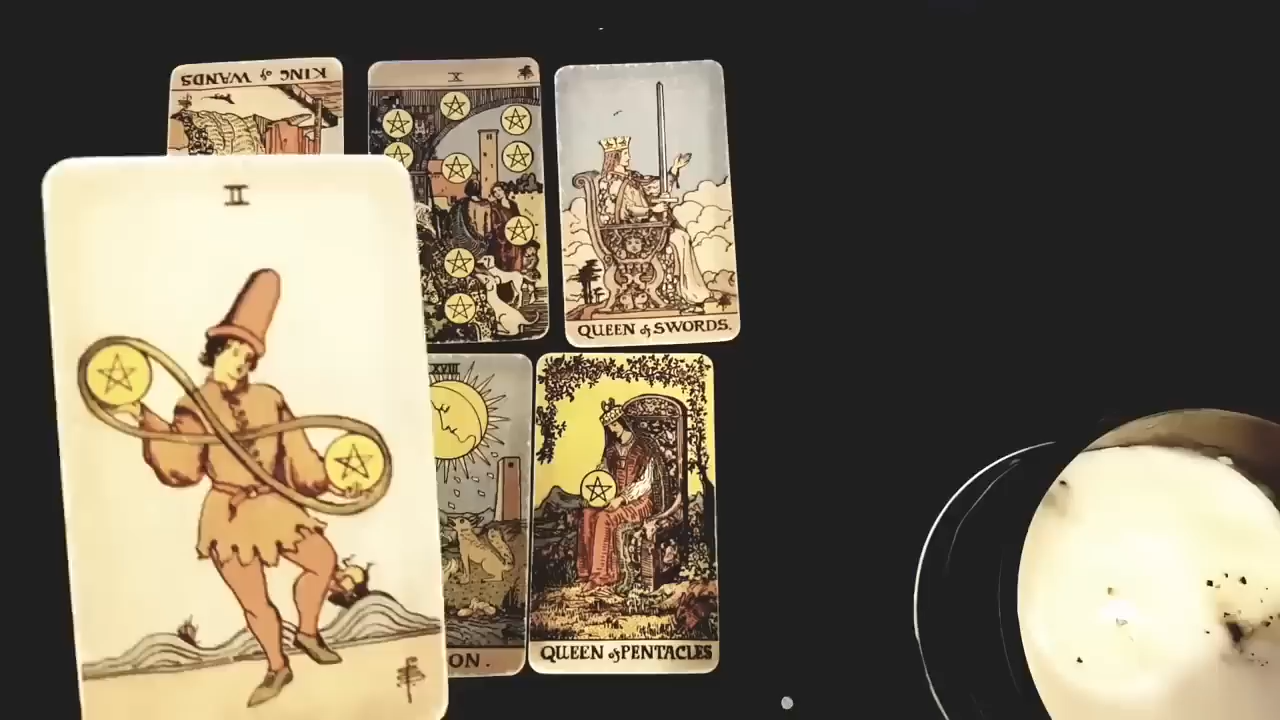 KING of WANDS
X
QUEEN of SWORDS.
II
XVIII
ON.
QUEEN of PENTACLES